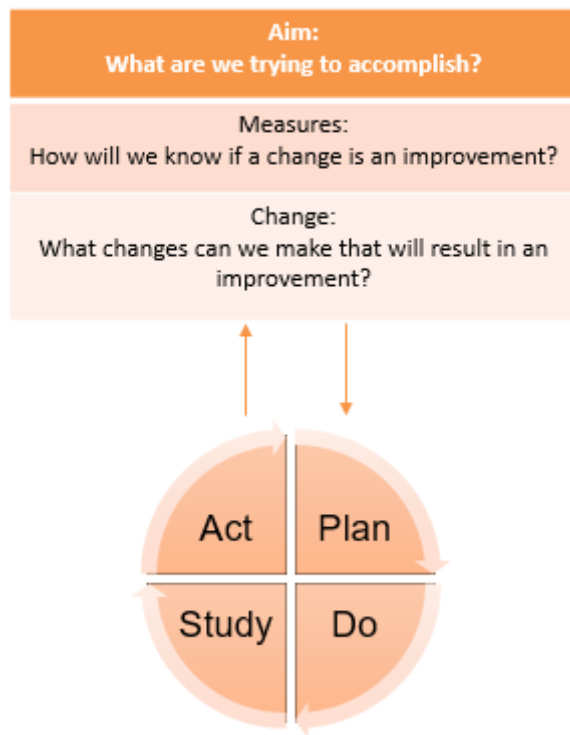 Aim:
What are we trying to accomplish?
Measures:
How will we know if a change is an improvement?
Change:
What changes can we make that will result in an
improvement?
Act
Plan
Study
Do